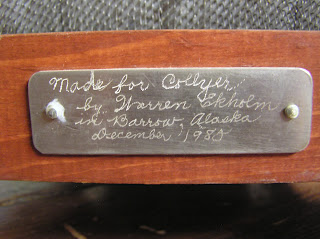 Made for Collyer
by Warren Ekholm
in Barrow, Alaska
December 1985